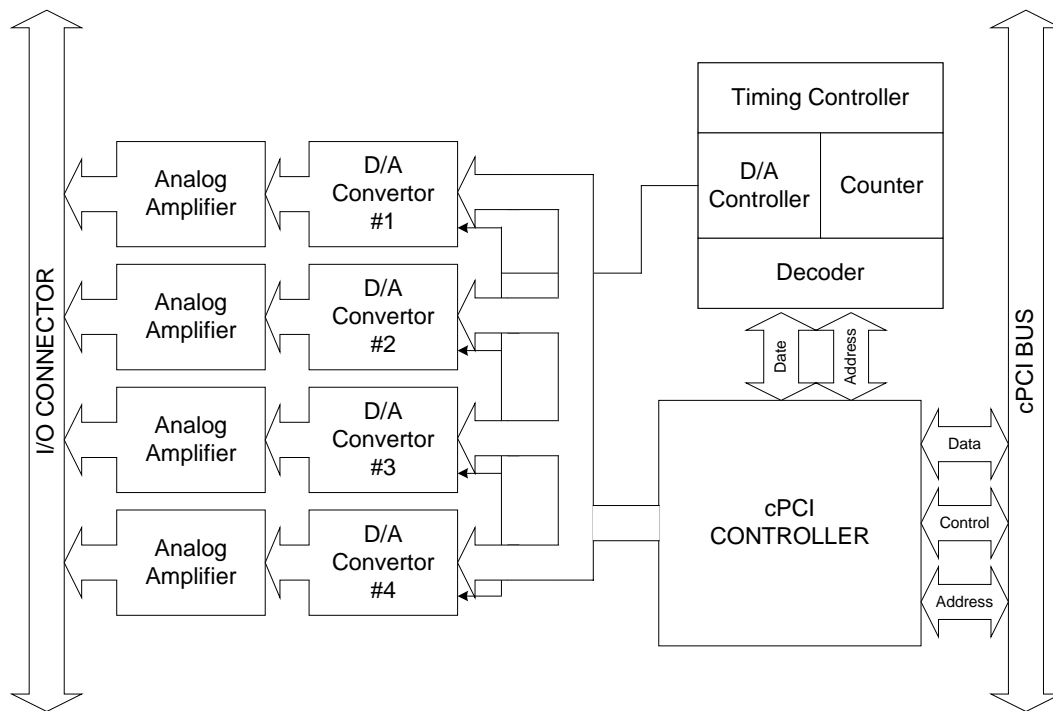 I/O CONNECTOR
Analog
Amplifier
D/A
Convertor
#1
Analog
Amplifier
D/A
Convertor
#2
Analog
Amplifier
D/A
Convertor
#3
Analog
Amplifier
D/A
Convertor
#4
Timing Controller
D/A
Controller
Counter
Decoder
Date
Address
cPCI
CONTROLLER
Data
Control
Address
cPCI BUS